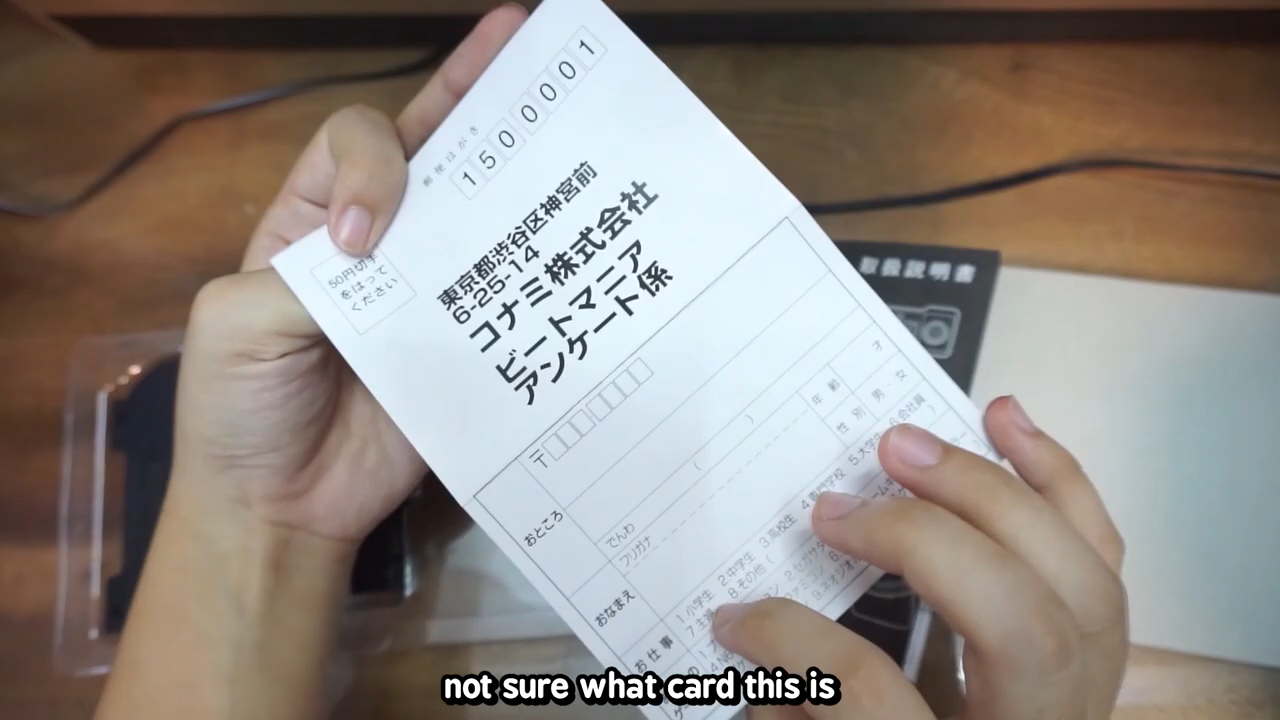 郵便はがき
1500001
50円切手
をはって
ください
東京都渋谷区神宮前
6-25-14
コナミ株式会社
ビートマニア
アンケート係
取扱説明書
〒
おところ
でんわ
( )
フリガナ
おなまえ
年齢
才
性別
男・女
お仕事
1.小学生 2.中学生 3.高校生 4.専門学校 5.大学生 6.会社員
8.その他(
)
not sure what card this is